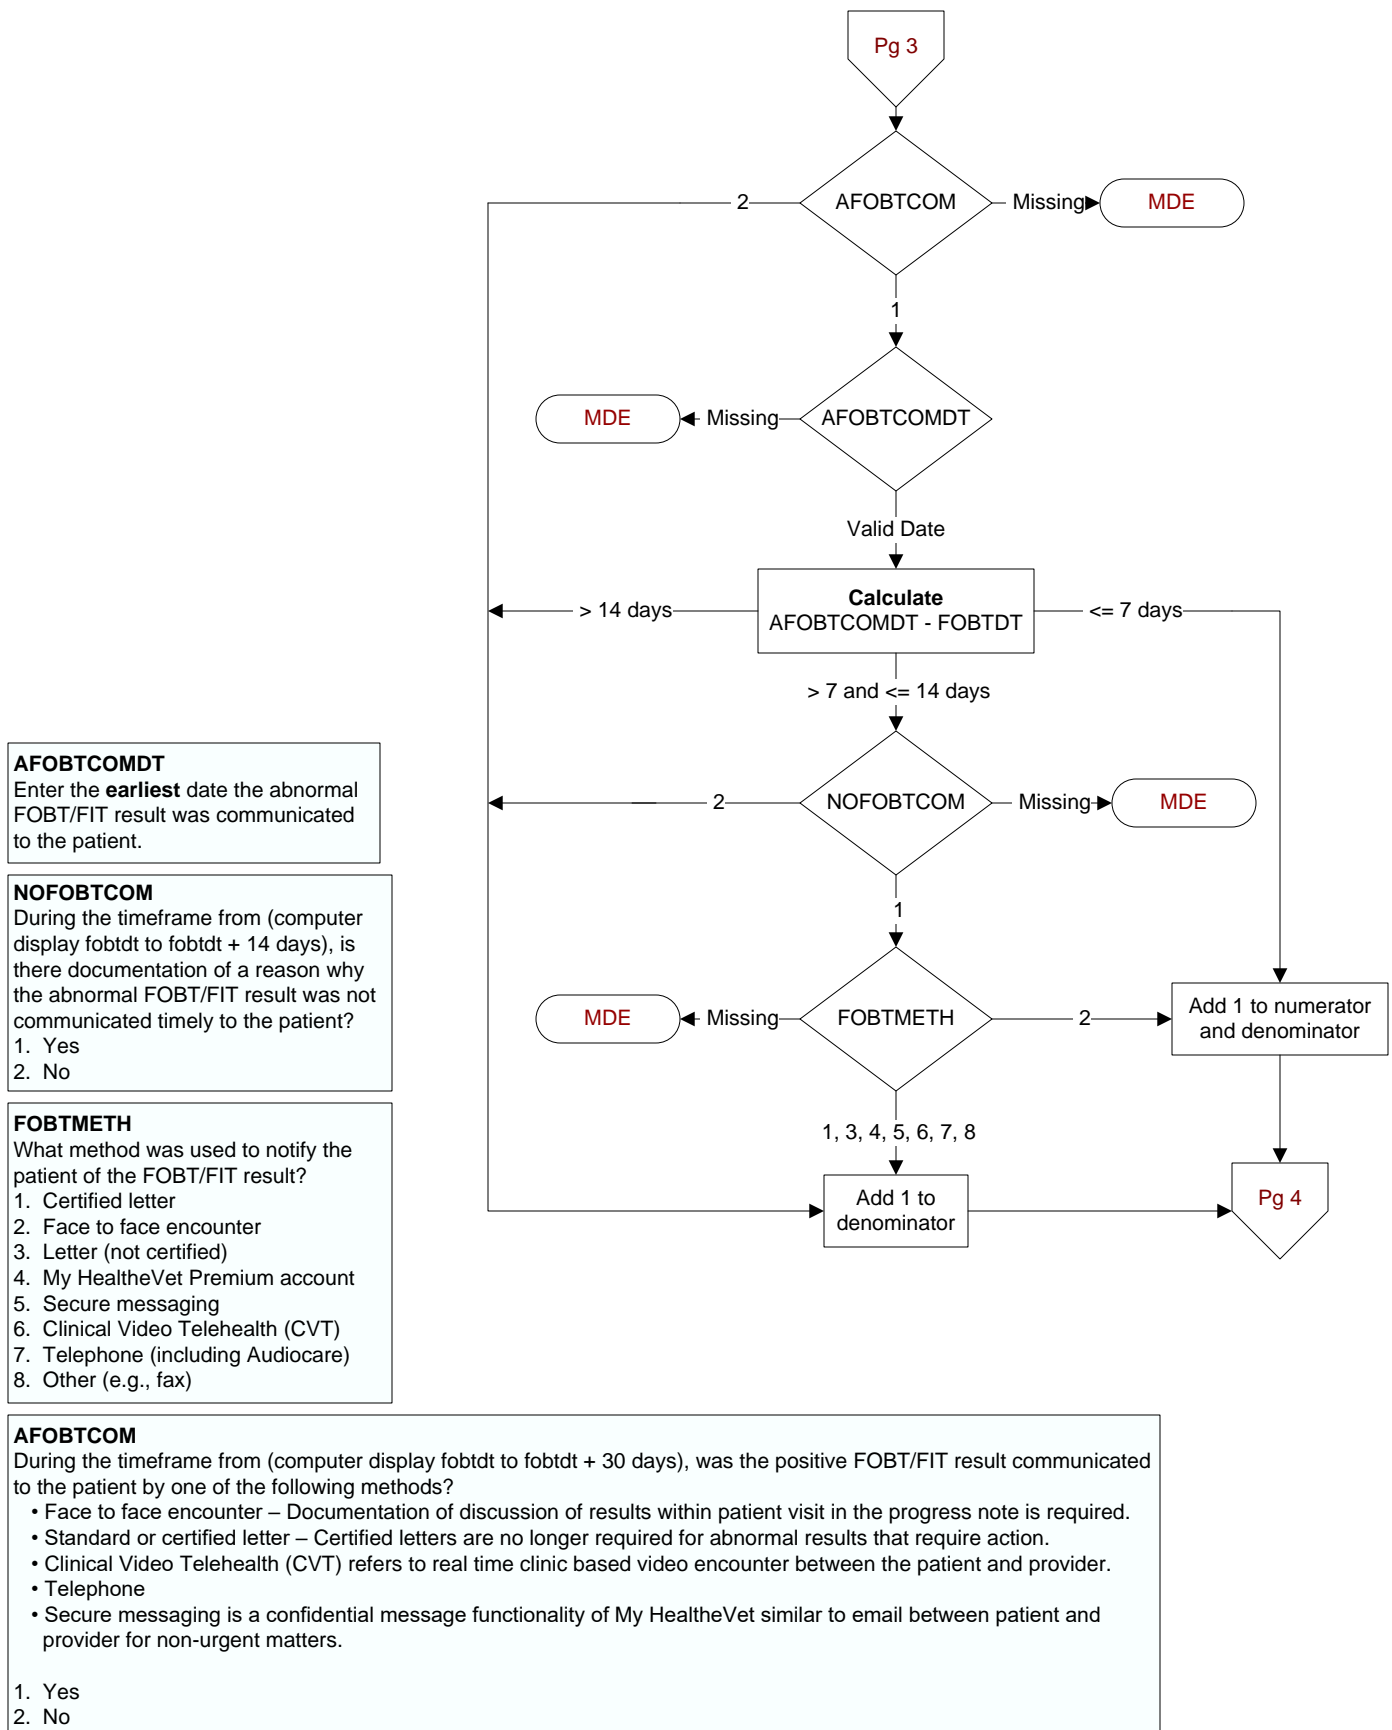 Pg 3
AFOBTCOM
2
Missing
MDE
1
AFOBTCOMDT
Missing
MDE
Valid Date
Calculate
AFOBTCOMDT - FOBTDT
> 14 days
<= 7 days
> 7 and <= 14 days
NOFOBTCOM
2
Missing
MDE
1
FOBTMETH
Missing
MDE
2
Add 1 to numerator
and denominator
1, 3, 4, 5, 6, 7, 8
Add 1 to
denominator
Pg 4
AFOBTCOMDT
Enter the earliest date the abnormal
FOBT/FIT result was communicated
to the patient.
NOFOBTCOM
During the timeframe from (computer
display fobtdt to fobtdt + 14 days), is
there documentation of a reason why
the abnormal FOBT/FIT result was not
communicated timely to the patient?
1. Yes
2. No
FOBTMETH
What method was used to notify the
patient of the FOBT/FIT result?
1. Certified letter
2. Face to face encounter
3. Letter (not certified)
4. My HealtheVet Premium account
5. Secure messaging
6. Clinical Video Telehealth (CVT)
7. Telephone (including Audiocare)
8. Other (e.g., fax)
AFOBTCOM
During the timeframe from (computer display fobtdt to fobtdt + 30 days), was the positive FOBT/FIT result communicated
to the patient by one of the following methods?
• Face to face encounter – Documentation of discussion of results within patient visit in the progress note is required.
• Standard or certified letter – Certified letters are no longer required for abnormal results that require action.
• Clinical Video Telehealth (CVT) refers to real time clinic based video encounter between the patient and provider.
• Telephone
• Secure messaging is a confidential message functionality of My HealtheVet similar to email between patient and
provider for non-urgent matters.
1. Yes
2. No